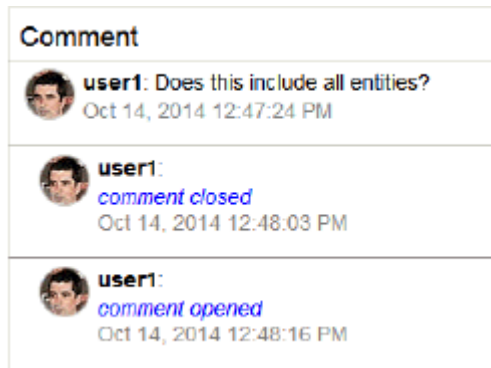 Comment
user1: Does this include all entities?
Oct 14, 2014 12:47:24 PM
user1:
comment closed
Oct 14, 2014 12:48:03 PM
user1:
comment opened
Oct 14, 2014 12:48:16 PM